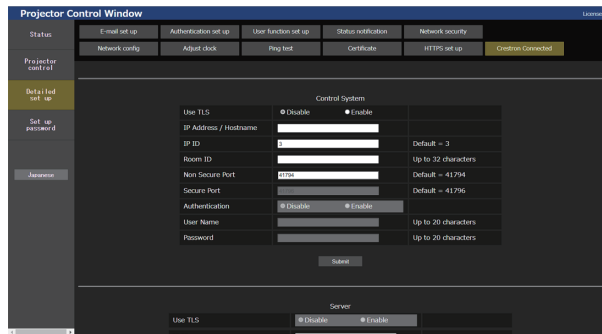 Projector Control Window
License
Status
E-mail set up
Authentication set up
User function set up
Status notification
Network security
Network config
Adjust clock
Ping test
Certificate
HTTPS set up
Crestron Connected
Projector
control
Detailed
set up
Set up
password
Japanese
Control System
Use TLS Disable Enable
IP Address / Hostname
IP ID 3 Default = 3
Room ID Up to 32 characters
Non Secure Port 41794 Default = 41794
Secure Port Default = 41796
Authentication Disable Enable
User Name Up to 20 characters
Password Up to 20 characters
Submit
Server
Use TLS Disable Enable